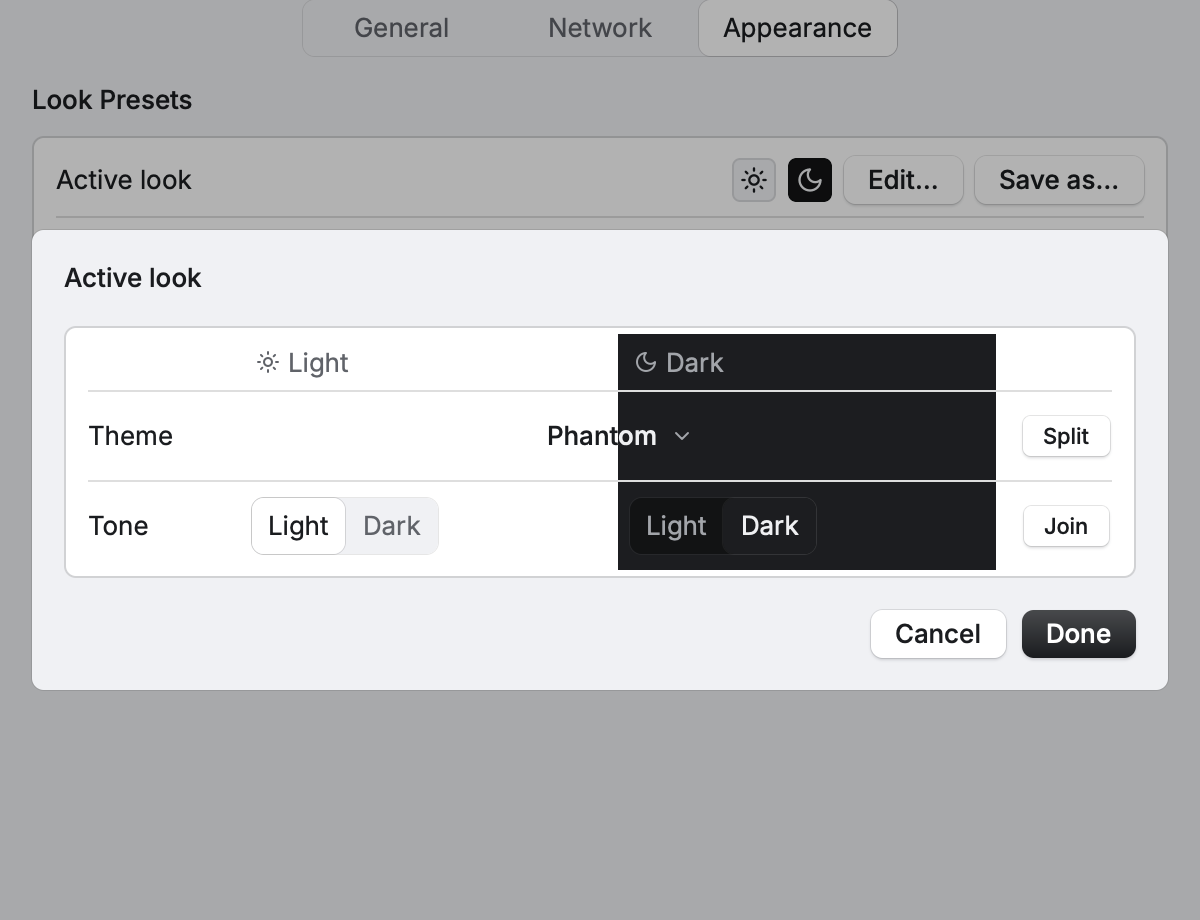 General Network Appearance
Look Presets
Active look Edit... Save as...
Active look
Light Dark
Theme Phantom Split
Tone Light Dark Light Dark Join
Cancel Done